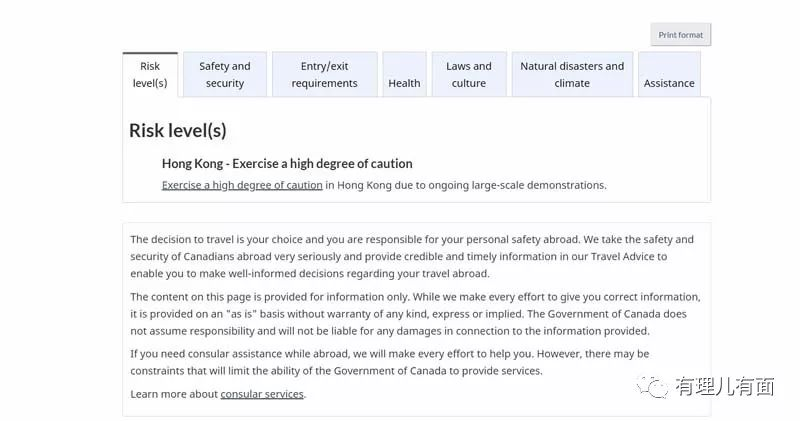 Print format
Risk level(s)
Safety and security
Entry/exit requirements
Health
Laws and culture
Natural disasters and climate
Assistance
Risk level(s)
Hong Kong - Exercise a high degree of caution
Exercise a high degree of caution in Hong Kong due to ongoing large-scale demonstrations.
The decision to travel is your choice and you are responsible for your personal safety abroad. We take the safety and
security of Canadians abroad very seriously and provide credible and timely information in our Travel Advice to
enable you to make well-informed decisions regarding your travel abroad.
The content on this page is provided for information only. While we make every effort to give you correct information,
it is provided on an "as is" basis without warranty of any kind, express or implied. The Government of Canada does
not assume responsibility and will not be liable for any damages in connection to the information provided.
If you need consular assistance while abroad, we will make every effort to help you. However, there may be
constraints that will limit the ability of the Government of Canada to provide services.
Learn more about consular services.
有理儿有面